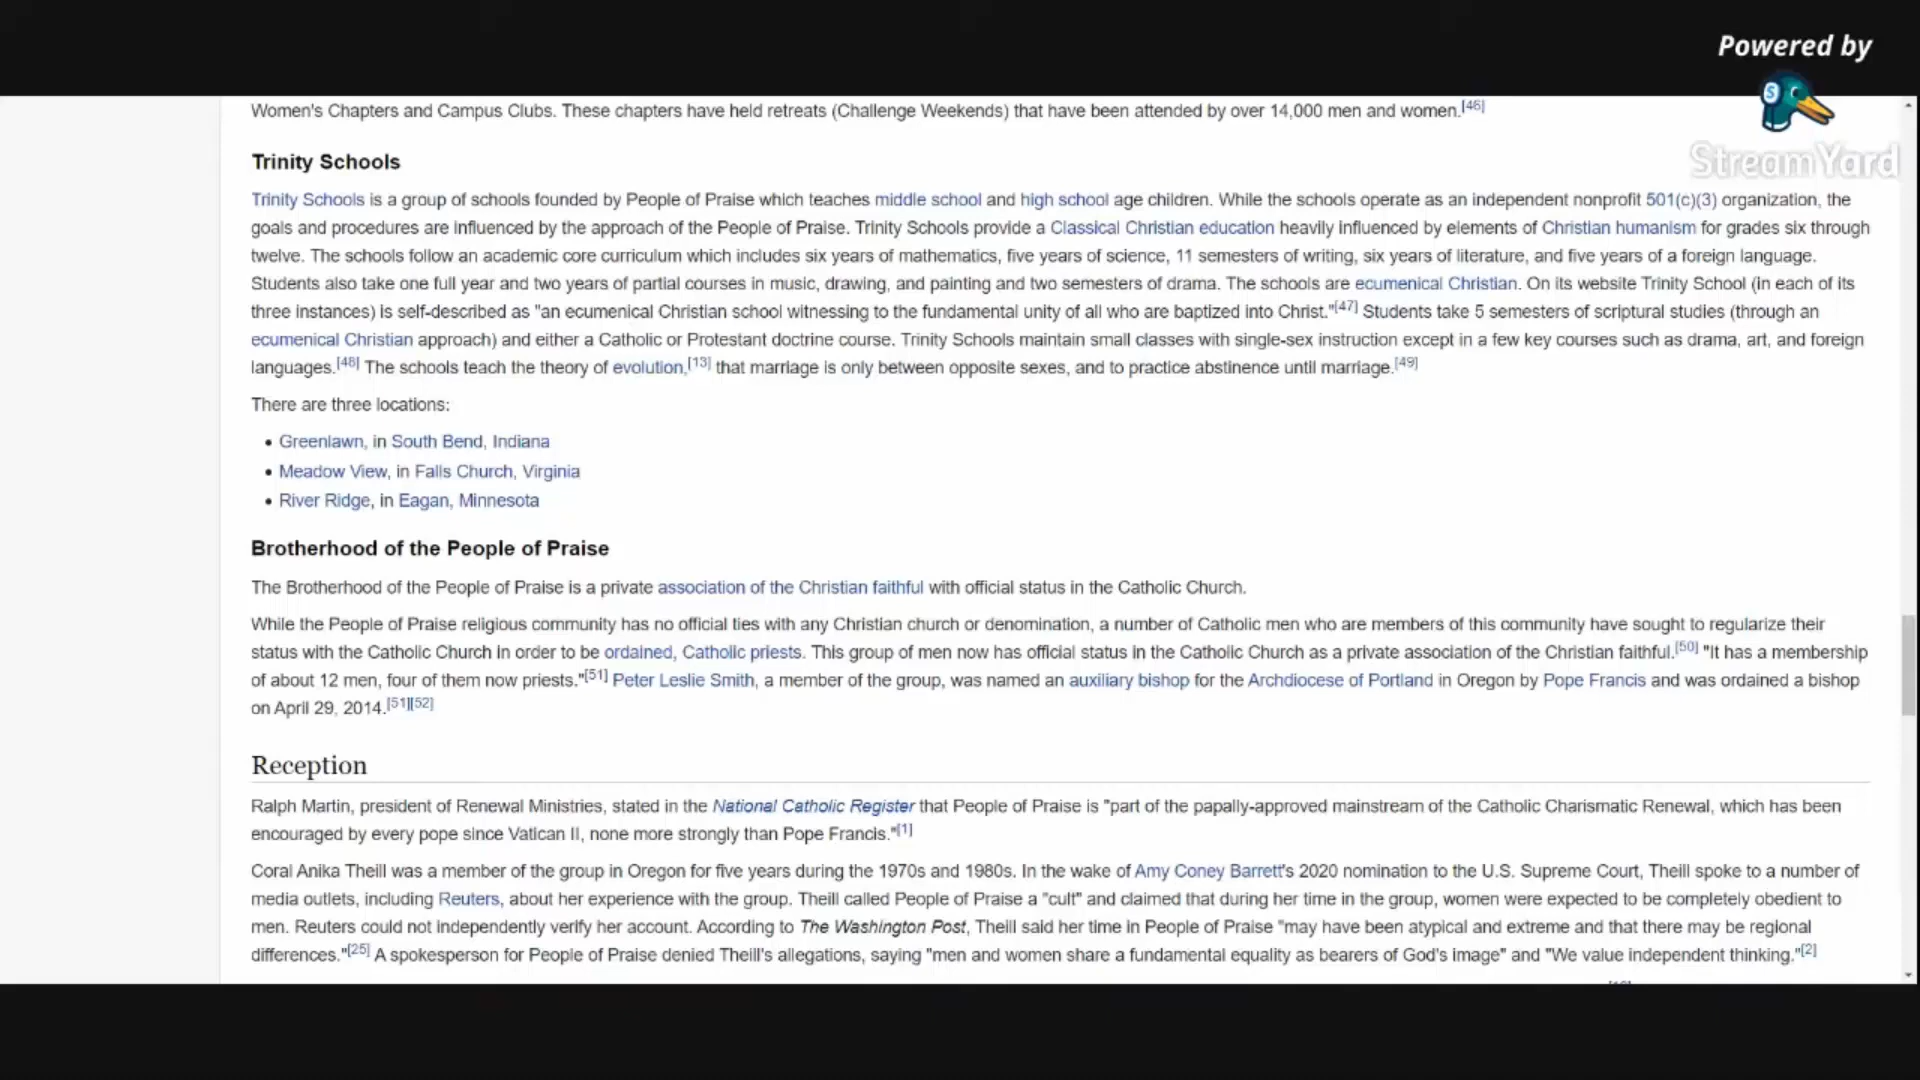 Powered by
StreamYard
Women's Chapters and Campus Clubs. These chapters have held retreats (Challenge Weekends) that have been attended by over 14,000 men and women.[46]
Trinity Schools
Trinity Schools is a group of schools founded by People of Praise which teaches middle school and high school age children. While the schools operate as an independent nonprofit 501(c)(3) organization, the
goals and procedures are influenced by the approach of the People of Praise. Trinity Schools provide a Classical Christian education heavily influenced by elements of Christian humanism for grades six through
twelve. The schools follow an academic core curriculum which includes six years of mathematics, five years of science, 11 semesters of writing, six years of literature, and five years of a foreign language.
Students also take one full year and two years of partial courses in music, drawing, and painting and two semesters of drama. The schools are ecumenical Christian. On its website Trinity School (in each of its
three instances) is self-described as "an ecumenical Christian school witnessing to the fundamental unity of all who are baptized into Christ."[47] Students take 5 semesters of scriptural studies (through an
ecumenical Christian approach) and either a Catholic or Protestant doctrine course. Trinity Schools maintain small classes with single-sex instruction except in a few key courses such as drama, art, and foreign
languages.[48] The schools teach the theory of evolution,[13] that marriage is only between opposite sexes, and to practice abstinence until marriage.[49]
There are three locations:
• Greenlawn, in South Bend, Indiana
• Meadow View, in Falls Church, Virginia
• River Ridge, in Eagan, Minnesota
Brotherhood of the People of Praise
The Brotherhood of the People of Praise is a private association of the Christian faithful with official status in the Catholic Church.
While the People of Praise religious community has no official ties with any Christian church or denomination, a number of Catholic men who are members of this community have sought to regularize their
status with the Catholic Church in order to be ordained, Catholic priests. This group of men now has official status in the Catholic Church as a private association of the Christian faithful.[50] "It has a membership
of about 12 men, four of them now priests."[51] Peter Leslie Smith, a member of the group, was named an auxiliary bishop for the Archdiocese of Portland in Oregon by Pope Francis and was ordained a bishop
on April 29, 2014.[51][52]
Reception
Ralph Martin, president of Renewal Ministries, stated in the National Catholic Register that People of Praise is "part of the papally-approved mainstream of the Catholic Charismatic Renewal, which has been
encouraged by every pope since Vatican II, none more strongly than Pope Francis."[1]
Coral Anika Theill was a member of the group in Oregon for five years during the 1970s and 1980s. In the wake of Amy Coney Barrett's 2020 nomination to the U.S. Supreme Court, Theill spoke to a number of
media outlets, including Reuters, about her experience with the group. Theill called People of Praise a "cult" and claimed that during her time in the group, women were expected to be completely obedient to
men. Reuters could not independently verify her account. According to The Washington Post, Theill said her time in People of Praise "may have been atypical and extreme and that there may be regional
differences."[25] A spokesperson for People of Praise denied Theill's allegations, saying "men and women share a fundamental equality as bearers of God's image" and "We value independent thinking."[2]